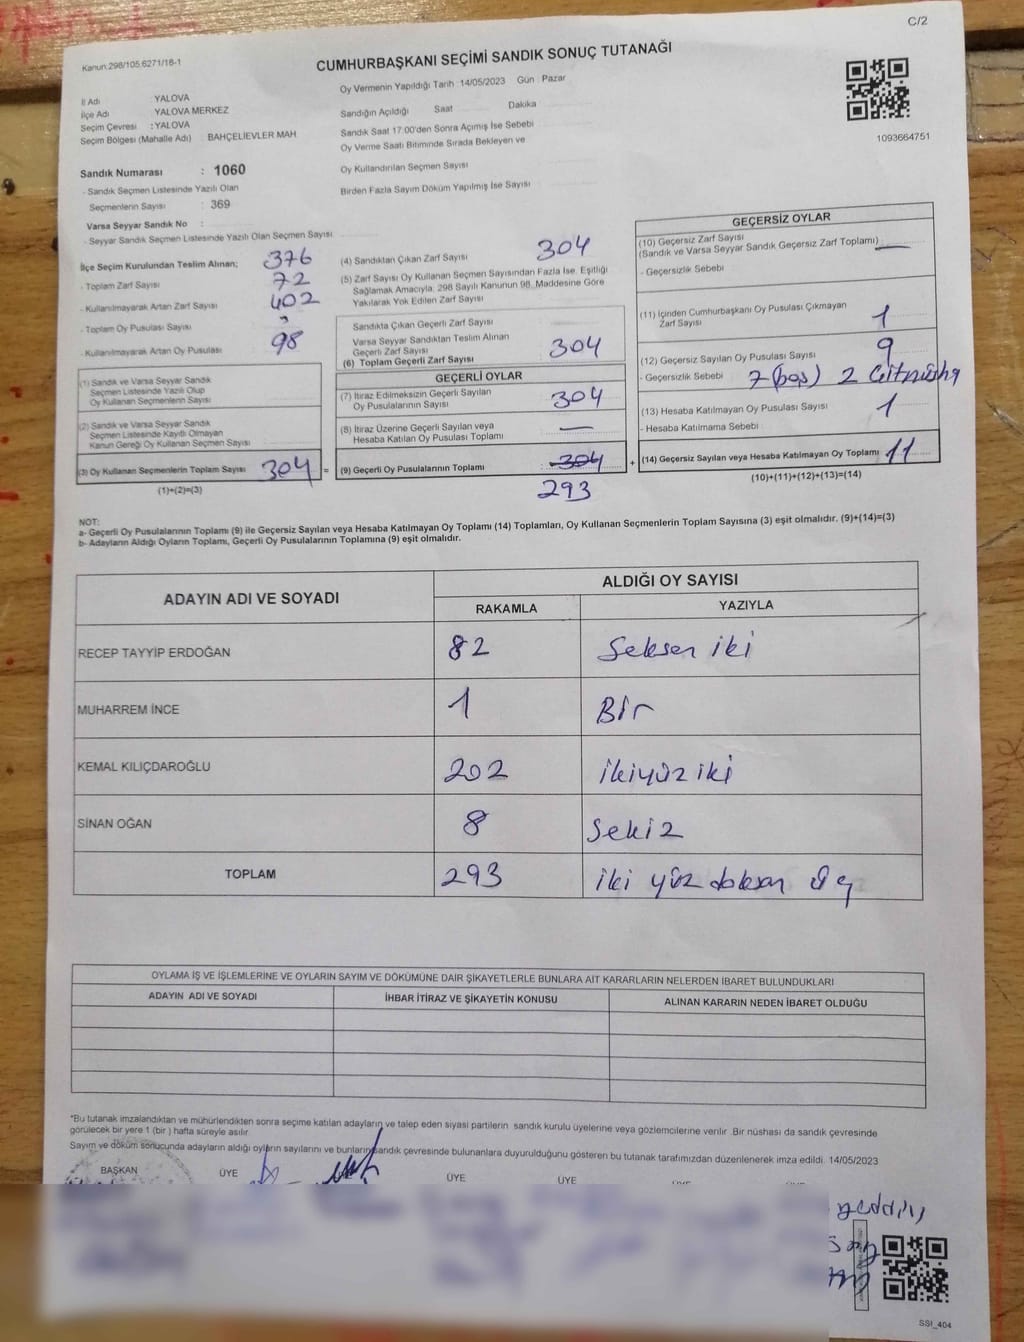 C/2
Kanun.298/105.6271/18-1
CUMHURBAŞKANI SEÇİMİ SANDIK SONUÇ TUTANAĞI
İl Adı YALOVA
İlçe Adı YALOVA MERKEZ
Seçim Çevresi : YALOVA
Seçim Bölgesi (Mahalle Adı) BAHÇELİEVLER MAH
Oy Vermenin Yapıldığı Tarih 14/05/2023 Gün Pazar
Sandığın Açıldığı Saat Dakika
Sandık Saat 17:00'den Sonra Açımış İse Sebebi
Oy Verme Saati Bitiminde Sırada Bekleyen ve
Oy Kullandırılan Seçmen Sayısı
Birden Fazla Sayım Döküm Yapılmış İse Sayısı
1093664751
Sandık Numarası : 1060
- Sandık Seçmen Listesinde Yazılı Olan
Seçmenlerin Sayısı : 369
Varsa Seyyar Sandık No :
- Seyyar Sandık Seçmen Listesinde Yazılı Olan Seçmen Sayısı
İlçe Seçim Kurulundan Teslim Alınan; 376
- Toplam Zarf Sayısı 72
- Kullanılmayarak Artan Zarf Sayısı 402
- Toplam Oy Pusulası Sayısı
- Kullanılmayarak Artan Oy Pusulası 98
(1) Sandık ve Varsa Seyyar Sandık
Seçmen Listesinde Yazılı Olup
Oy Kullanan Seçmenlerin Sayısı
(2) Sandık ve Varsa Seyyar Sandık
Seçmen Listesinde Kayıtlı Olmayan
Kanun Gereği Oy Kullanan Seçmen Sayısı
(3) Oy Kullanan Seçmenlerin Toplam Sayısı 304 =
(1)+(2)=(3)
(4) Sandıktan Çıkan Zarf Sayısı 304
(5) Zarf Sayısı Oy Kullanan Seçmen Sayısından Fazla İse, Eşitliği
Sağlamak Amacıyla, 298 Sayılı Kanunun 98. Maddesine Göre
Yakılarak Yok Edilen Zarf Sayısı
Sandıkta Çıkan Geçerli Zarf Sayısı
Varsa Seyyar Sandıktan Teslim Alınan
Geçerli Zarf Sayısı
(6) Toplam Geçerli Zarf Sayısı 304
GEÇERLİ OYLAR
(7) İtiraz Edilmeksizin Geçerli Sayılan
Oy Pusulalarının Sayısı 304
(8) İtiraz Üzerine Geçerli Sayılan veya
Hesaba Katılan Oy Pusulası Toplamı —
(9) Geçerli Oy Pusulalarının Toplamı 304 +
293
GEÇERSİZ OYLAR
(10) Geçersiz Zarf Sayısı
(Sandık ve Varsa Seyyar Sandık Geçersiz Zarf Toplamı) —
- Geçersizlik Sebebi
(11) İçinden Cumhurbaşkanı Oy Pusulası Çıkmayan
Zarf Sayısı 1
(12) Geçersiz Sayılan Oy Pusulası Sayısı 9
- Geçersizlik Sebebi 7 (boş) 2
(13) Hesaba Katılmayan Oy Pusulası Sayısı 1
- Hesaba Katılmama Sebebi
(14) Geçersiz Sayılan veya Hesaba Katılmayan Oy Toplamı 11
(10)+(11)+(12)+(13)=(14)
NOT:
a- Geçerli Oy Pusulalarının Toplamı (9) ile Geçersiz Sayılan veya Hesaba Katılmayan Oy Toplamı (14) Toplamları, Oy Kullanan Seçmenlerin Toplam Sayısına (3) eşit olmalıdır. (9)+(14)=(3)
b- Adayların Aldığı Oyların Toplamı, Geçerli Oy Pusulalarının Toplamına (9) eşit olmalıdır.
ADAYIN ADI VE SOYADI ALDIĞI OY SAYISI
RAKAMLA YAZIYLA
RECEP TAYYİP ERDOĞAN 82 Seksen iki
MUHARREM İNCE 1 Bir
KEMAL KILIÇDAROĞLU 202 ikiyüz iki
SİNAN OĞAN 8 Sekiz
TOPLAM 293 iki yüz doksan üç
OYLAMA İŞ VE İŞLEMLERİNE VE OYLARIN SAYIM VE DÖKÜMÜNE DAİR ŞİKAYETLERLE BUNLARA AİT KARARLARIN NELERDEN İBARET BULUNDUKLARI
ADAYIN ADI VE SOYADI İHBAR İTİRAZ VE ŞİKAYETİN KONUSU ALINAN KARARIN NEDEN İBARET OLDUĞU
*Bu tutanak imzalandıktan ve mühürlendikten sonra seçime katılan adayların ve talep eden siyasi partilerin sandık kurulu üyelerine veya gözlemcilerine verilir. Bir nüshası da sandık çevresinde
görülecek bir yere 1 (bir ) hafta süreyle asılır.
Sayım ve döküm sonucunda adayların aldığı oyların sayılarını ve bunların sandık çevresinde bulunanlara duyurulduğunu gösteren bu tutanak tarafımızdan düzenlenerek imza edildi. 14/05/2023
BAŞKAN ÜYE ÜYE ÜYE
SSI_404